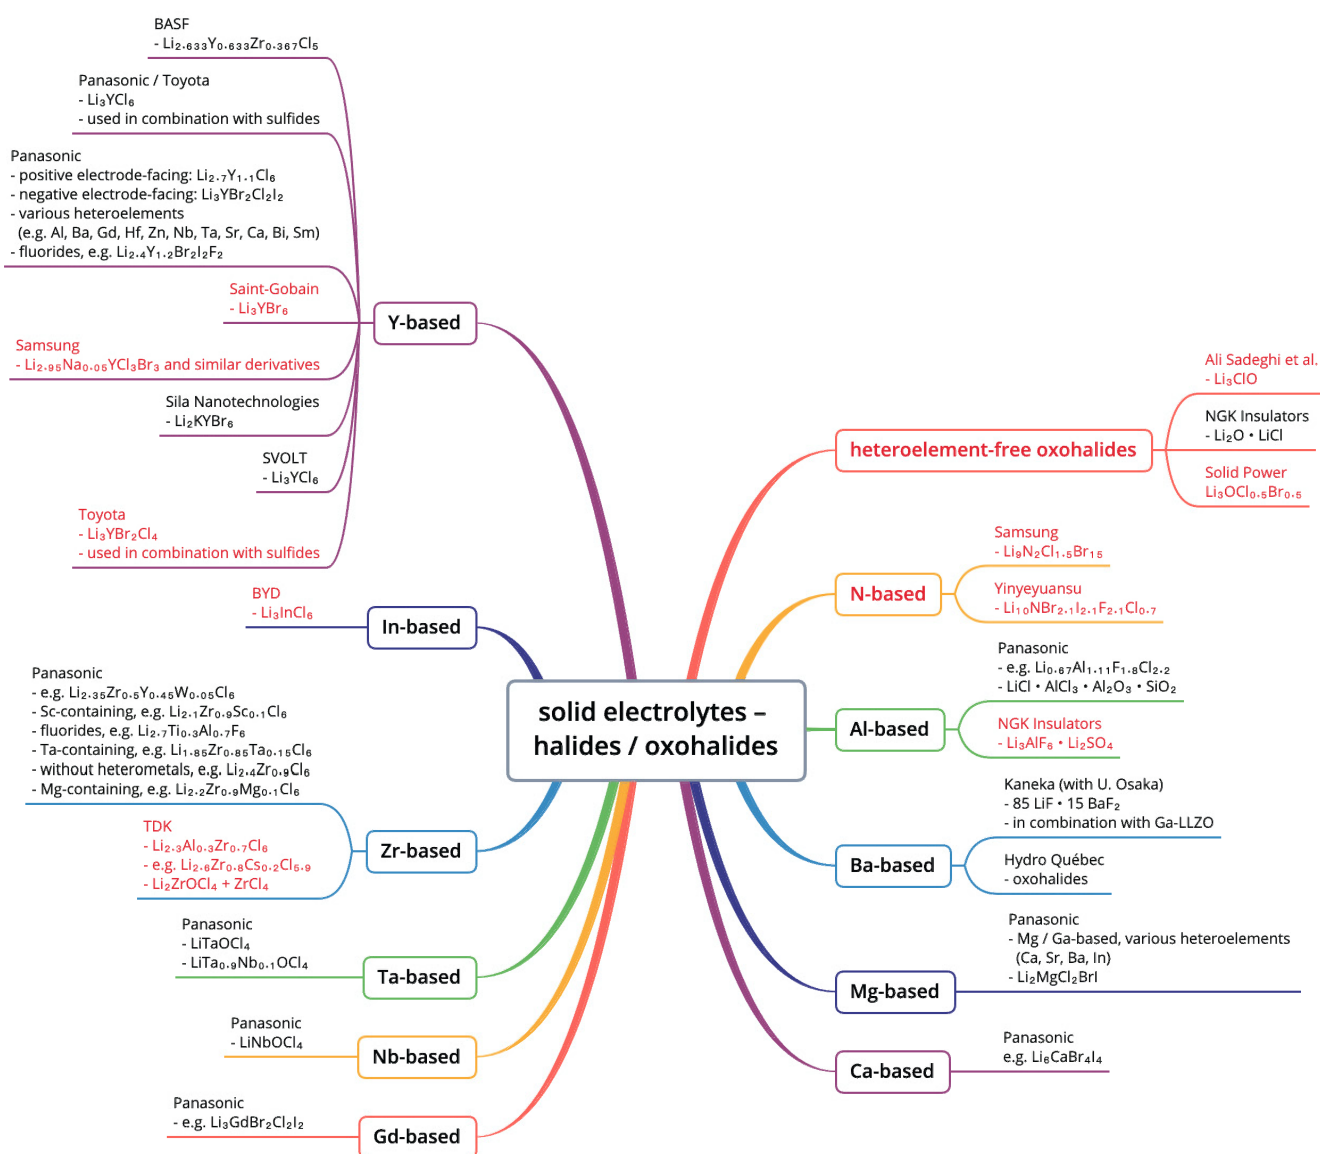 BASF
- Li₂.₆₃₃Y₀.₆₃₃Zr₀.₃₆₇Cl₅
Panasonic / Toyota
- Li₃YCl₆
- used in combination with sulfides
Panasonic
- positive electrode-facing: Li₂.₇Y₁.₁Cl₆
- negative electrode-facing: Li₃YBr₂Cl₂I₂
- various heteroelements
(e.g. Al, Ba, Gd, Hf, Zn, Nb, Ta, Sr, Ca, Bi, Sm)
- fluorides, e.g. Li₂.₄Y₁.₂Br₂I₂F₂
Saint-Gobain
- Li₃YBr₆
Samsung
- Li₂.₉₅Na₀.₀₅YCl₃Br₃ and similar derivatives
Sila Nanotechnologies
- Li₂KYBr₆
SVOLT
- Li₃YCl₆
Toyota
- Li₃YBr₂Cl₄
- used in combination with sulfides
Y-based
BYD
- Li₃InCl₆
In-based
Panasonic
- e.g. Li₂.₃₅Zr₀.₅Y₀.₄₅W₀.₀₅Cl₆
- Sc-containing, e.g. Li₂.₁Zr₀.₉Sc₀.₁Cl₆
- fluorides, e.g. Li₂.₇Ti₀.₃Al₀.₇F₆
- Ta-containing, e.g. Li₁.₈₅Zr₀.₈₅Ta₀.₁₅Cl₆
- without heterometals, e.g. Li₂.₄Zr₀.₉Cl₆
- Mg-containing, e.g. Li₂.₂Zr₀.₉Mg₀.₁Cl₆
TDK
- Li₂.₃Al₀.₃Zr₀.₇Cl₆
- e.g. Li₂.₆Zr₀.₈Cs₀.₂Cl₅.₉
- Li₂ZrOCl₄ + ZrCl₄
Zr-based
Panasonic
- LiTaOCl₄
- LiTa₀.₉Nb₀.₁OCl₄
Ta-based
Panasonic
- LiNbOCl₄
Nb-based
Panasonic
- e.g. Li₃GdBr₂Cl₂I₂
Gd-based
solid electrolytes –
halides / oxohalides
heteroelement-free oxohalides
Ali Sadeghi et al.
- Li₃ClO
NGK Insulators
- Li₂O • LiCl
Solid Power
Li₃OCl₀.₅Br₀.₅
N-based
Samsung
- Li₉N₂Cl₁.₅Br₁₅
Yinyeyuansu
- Li₁₀NBr₂.₁I₂.₁F₂.₁Cl₀.₇
Al-based
Panasonic
- e.g. Li₀.₆₇Al₁.₁₁F₁.₈Cl₂.₂
- LiCl • AlCl₃ • Al₂O₃ • SiO₂
NGK Insulators
- Li₃AlF₆ • Li₂SO₄
Ba-based
Kaneka (with U. Osaka)
- 85 LiF • 15 BaF₂
- in combination with Ga-LLZO
Hydro Québec
- oxohalides
Mg-based
Panasonic
- Mg / Ga-based, various heteroelements
(Ca, Sr, Ba, In)
- Li₂MgCl₂BrI
Ca-based
Panasonic
e.g. Li₆CaBr₄I₄